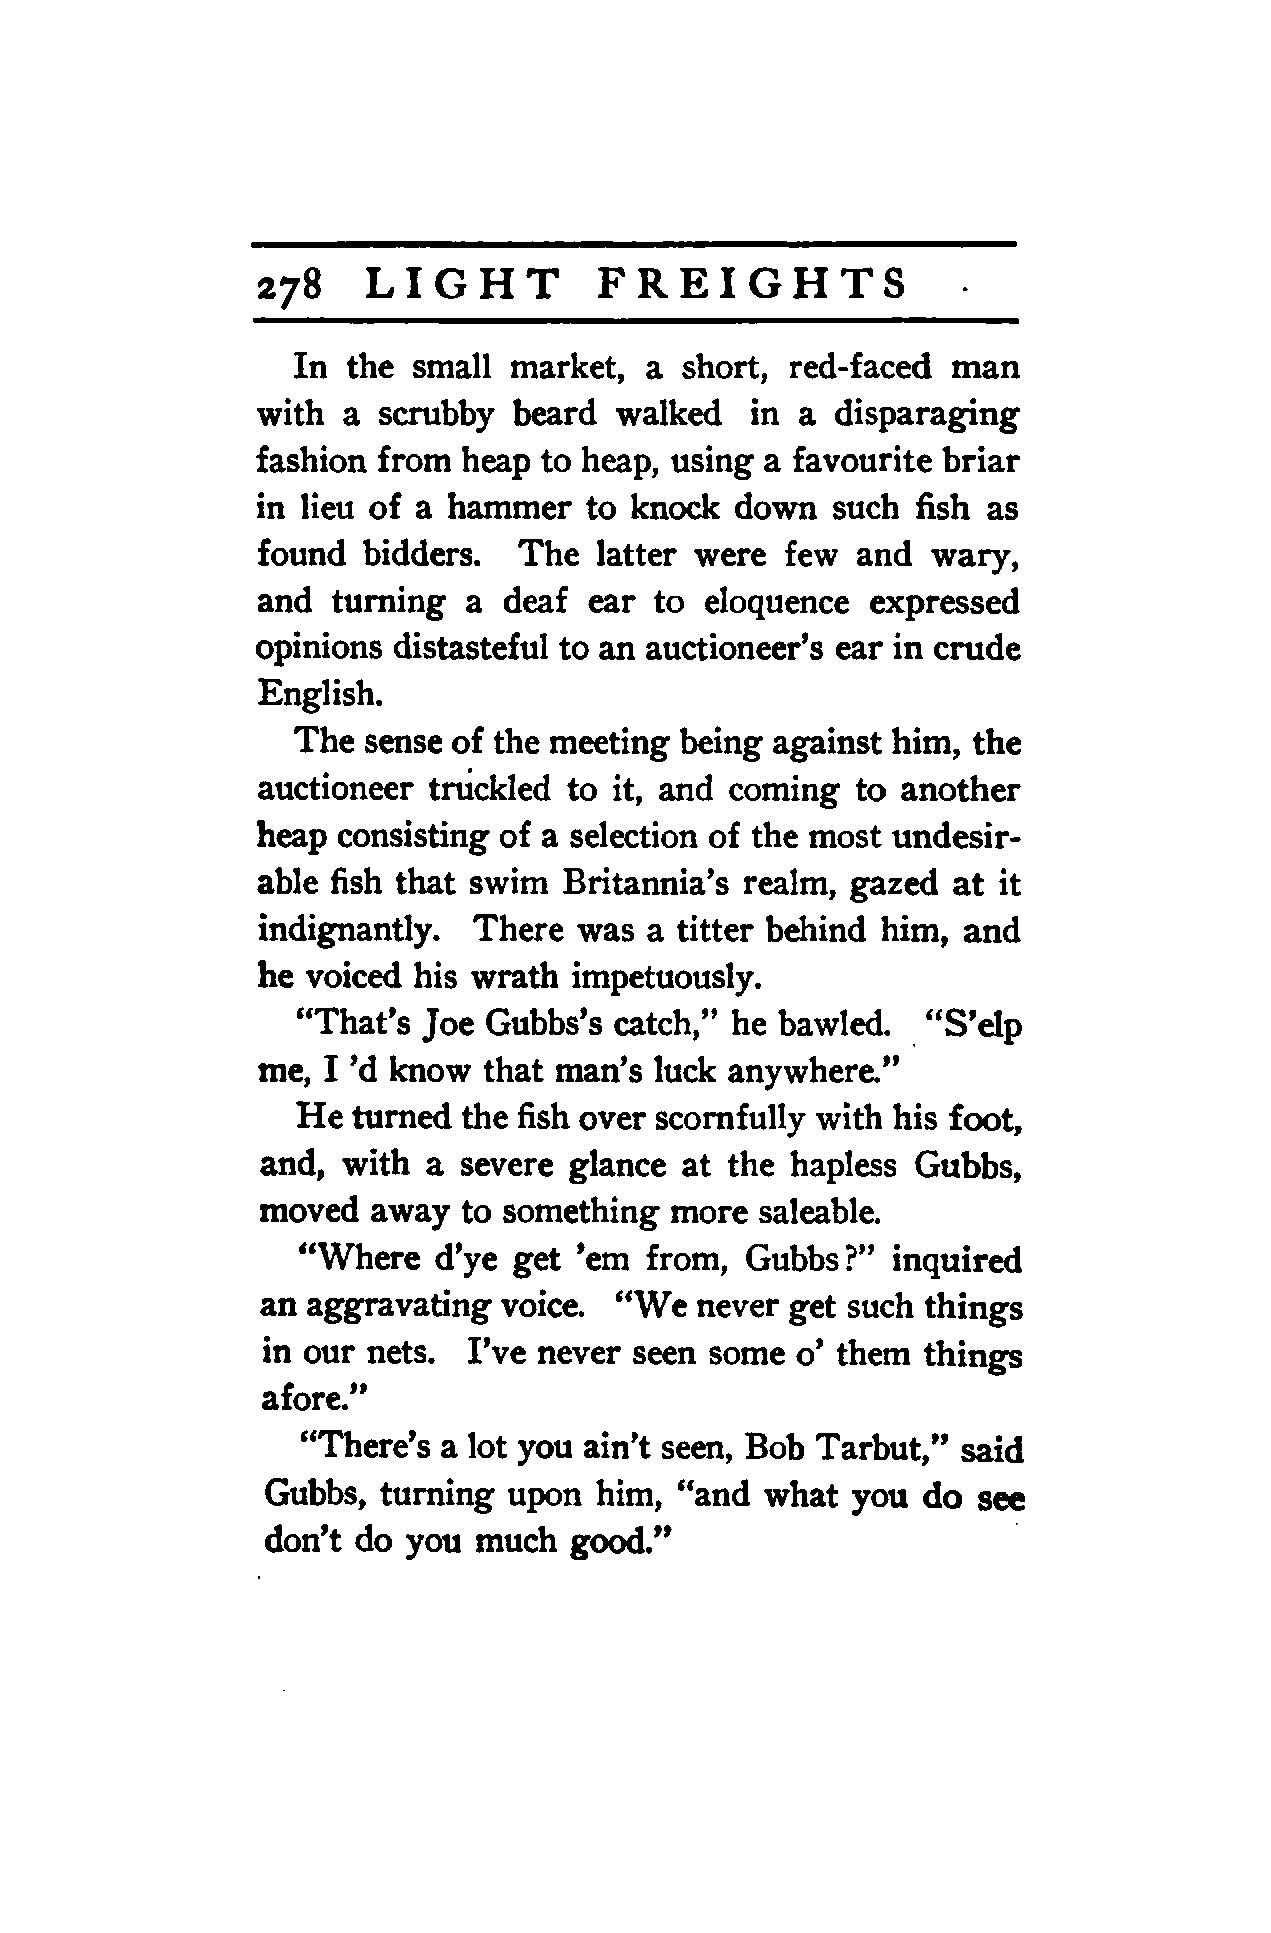 278 LIGHT FREIGHTS
In the small market, a short, red-faced man
with a scrubby beard walked in a disparaging
fashion from heap to heap, using a favourite briar
in lieu of a hammer to knock down such fish as
found bidders. The latter were few and wary,
and turning a deaf ear to eloquence expressed
opinions distasteful to an auctioneer's ear in crude
English.
The sense of the meeting being against him, the
auctioneer truckled to it, and coming to another
heap consisting of a selection of the most undesir-
able fish that swim Britannia's realm, gazed at it
indignantly. There was a titter behind him, and
he voiced his wrath impetuously.
“That's Joe Gubbs's catch,” he bawled. “S'elp
me, I 'd know that man's luck anywhere.”
He turned the fish over scornfully with his foot,
and, with a severe glance at the hapless Gubbs,
moved away to something more saleable.
“Where d'ye get 'em from, Gubbs?” inquired
an aggravating voice. “We never get such things
in our nets. I've never seen some o' them things
afore.”
“There's a lot you ain't seen, Bob Tarbut,” said
Gubbs, turning upon him, “and what you do see
don't do you much good.”